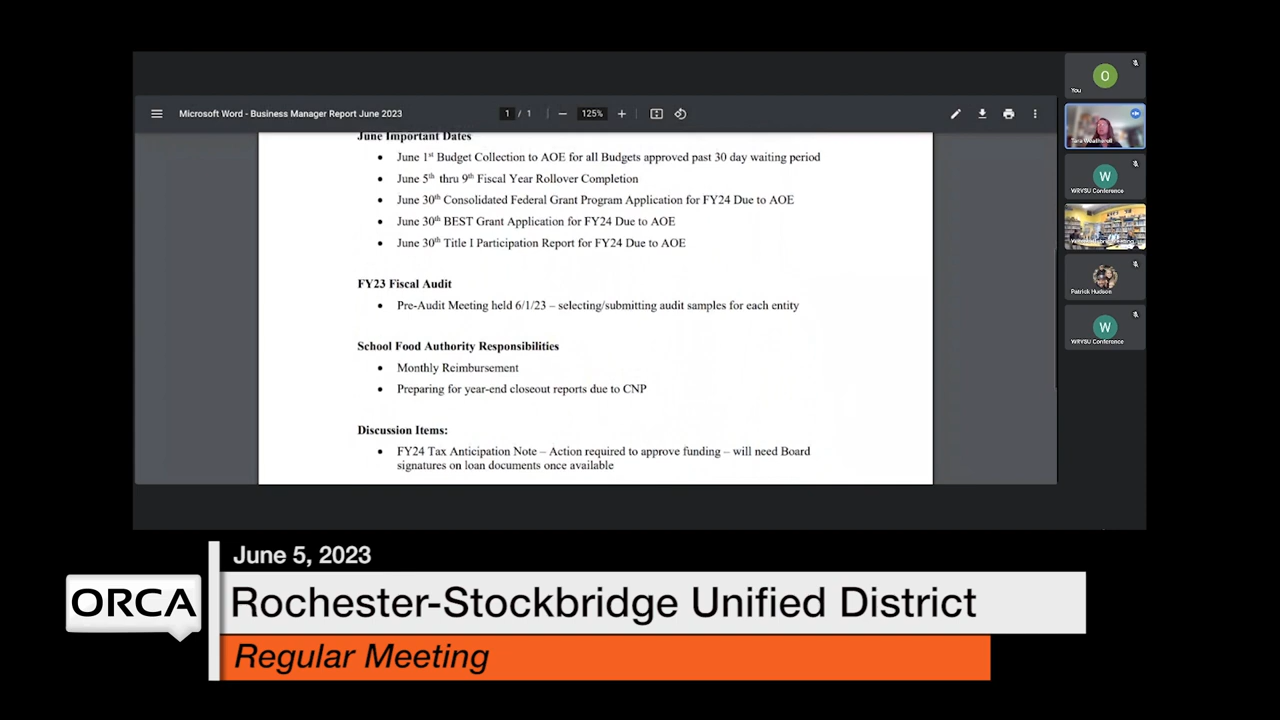 Microsoft Word - Business Manager Report June 2023
1 / 1
125%
June Important Dates
• June 1st Budget Collection to AOE for all Budgets approved past 30 day waiting period
• June 5th thru 9th Fiscal Year Rollover Completion
• June 30th Consolidated Federal Grant Program Application for FY24 Due to AOE
• June 30th BEST Grant Application for FY24 Due to AOE
• June 30th Title I Participation Report for FY24 Due to AOE
FY23 Fiscal Audit
• Pre-Audit Meeting held 6/1/23 – selecting/submitting audit samples for each entity
School Food Authority Responsibilities
• Monthly Reimbursement
• Preparing for year-end closeout reports due to CNP
Discussion Items:
• FY24 Tax Anticipation Note – Action required to approve funding – will need Board
signatures on loan documents once available
O
You
Tara Weatherell
W
WRVSU Conference
Patrick Hudson
W
WRVSU Conference
June 5, 2023
ORCA
Rochester-Stockbridge Unified District
Regular Meeting